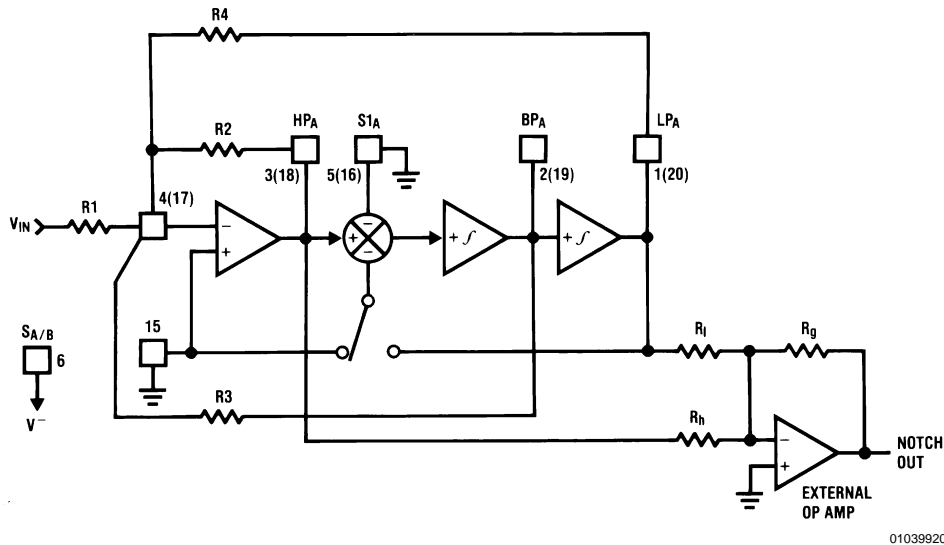 R4
R2
HPA
S1A
BPA
LPA
3(18)
5(16)
2(19)
1(20)
4(17)
R1
VIN
−
+
+
−
−
+ ∫
+ ∫
SA/B
6
15
V−
R3
Rl
Rg
Rh
−
+
NOTCH
OUT
EXTERNAL
OP AMP
01039920